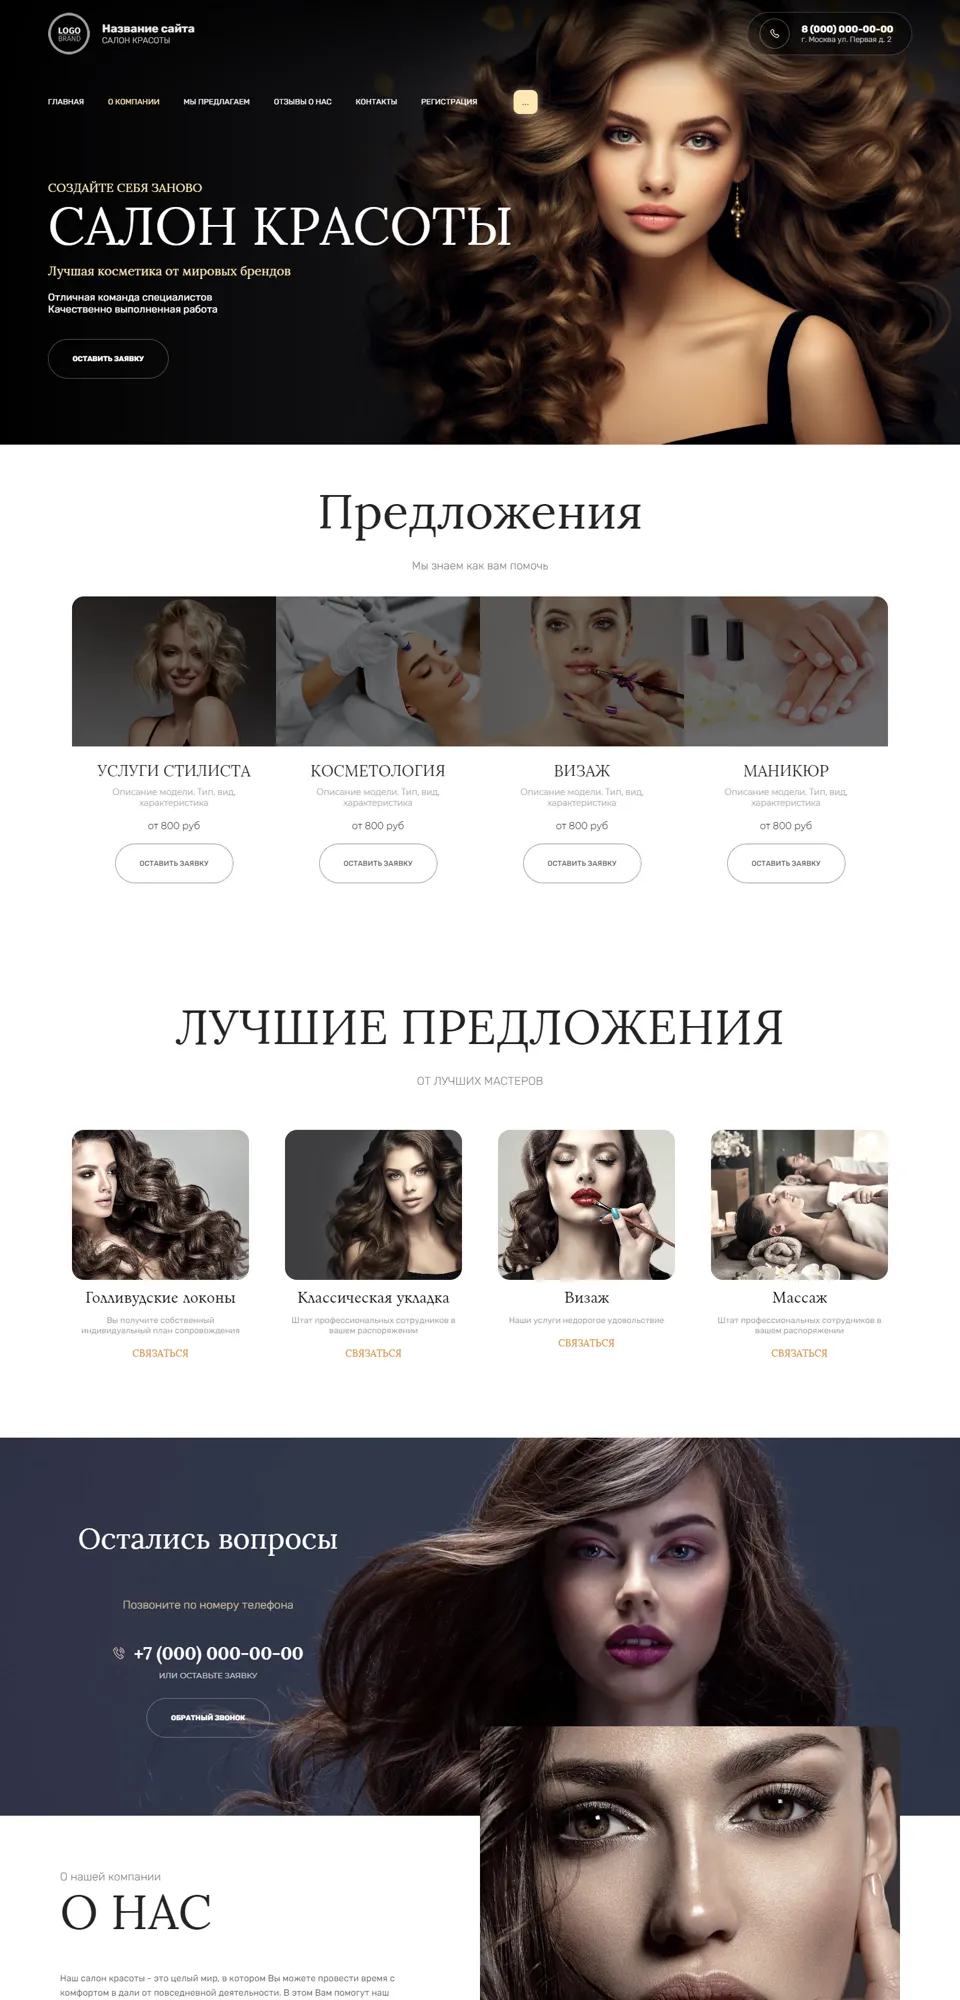 LOGO
BRAND
Название сайта
САЛОН КРАСОТЫ
8 (000) 000-00-00
г. Москва ул. Первая д. 2
ГЛАВНАЯ О КОМПАНИИ МЫ ПРЕДЛАГАЕМ ОТЗЫВЫ О НАС КОНТАКТЫ РЕГИСТРАЦИЯ ...
СОЗДАЙТЕ СЕБЯ ЗАНОВО
САЛОН КРАСОТЫ
Лучшая косметика от мировых брендов
Отличная команда специалистов
Качественно выполненная работа
ОСТАВИТЬ ЗАЯВКУ
Предложения
Мы знаем как вам помочь
УСЛУГИ СТИЛИСТА
Описание модели. Тип, вид,
характеристика
от 800 руб
ОСТАВИТЬ ЗАЯВКУ
КОСМЕТОЛОГИЯ
Описание модели. Тип, вид,
характеристика
от 800 руб
ОСТАВИТЬ ЗАЯВКУ
ВИЗАЖ
Описание модели. Тип, вид,
характеристика
от 800 руб
ОСТАВИТЬ ЗАЯВКУ
МАНИКЮР
Описание модели. Тип, вид,
характеристика
от 800 руб
ОСТАВИТЬ ЗАЯВКУ
ЛУЧШИЕ ПРЕДЛОЖЕНИЯ
ОТ ЛУЧШИХ МАСТЕРОВ
Голливудские локоны
Вы получите собственный
индивидуальный план сопровождения
СВЯЗАТЬСЯ
Классическая укладка
Штат профессиональных сотрудников в
вашем распоряжении
СВЯЗАТЬСЯ
Визаж
Наши услуги недорогое удовольствие
СВЯЗАТЬСЯ
Массаж
Штат профессиональных сотрудников в
вашем распоряжении
СВЯЗАТЬСЯ
Остались вопросы
Позвоните по номеру телефона
+7 (000) 000-00-00
ИЛИ ОСТАВЬТЕ ЗАЯВКУ
ОБРАТНЫЙ ЗВОНОК
О нашей компании
О НАС
Наш салон красоты - это целый мир, в котором Вы можете провести время с
комфортом в дали от повседневной деятельности. В этом Вам помогут наш